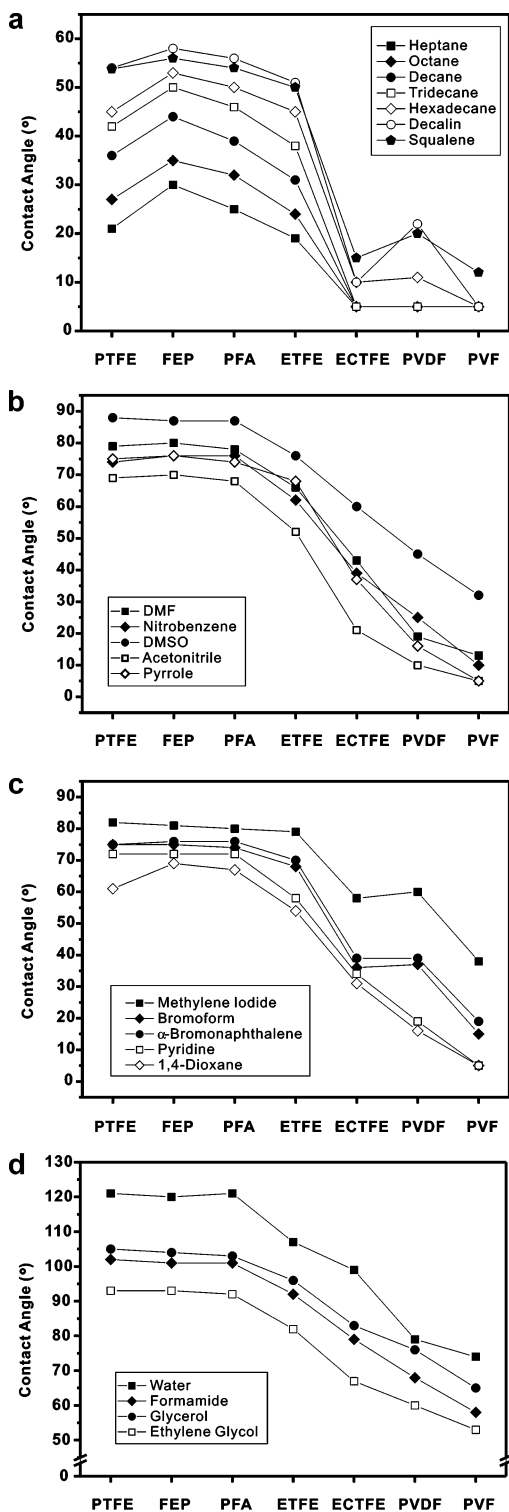 a
60
50
40
30
20
10
0
Contact Angle (º)
Heptane
Octane
Decane
Tridecane
Hexadecane
Decalin
Squalene
PTFE FEP PFA ETFE ECTFE PVDF PVF
b
90
80
70
60
50
40
30
20
10
0
Contact Angle (º)
DMF
Nitrobenzene
DMSO
Acetonitrile
Pyrrole
PTFE FEP PFA ETFE ECTFE PVDF PVF
c
90
80
70
60
50
40
30
20
10
0
Contact Angle (º)
Methylene Iodide
Bromoform
α-Bromonaphthalene
Pyridine
1,4-Dioxane
PTFE FEP PFA ETFE ECTFE PVDF PVF
d
130
120
110
100
90
80
70
60
50
0
Contact Angle (º)
Water
Formamide
Glycerol
Ethylene Glycol
PTFE FEP PFA ETFE ECTFE PVDF PVF